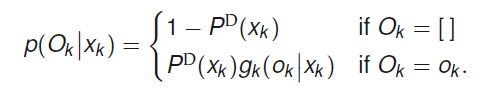 p(O_k|x_k) = { 1 − P^D(x_k) if O_k = [ ]
P^D(x_k)g_k(o_k|x_k) if O_k = o_k.